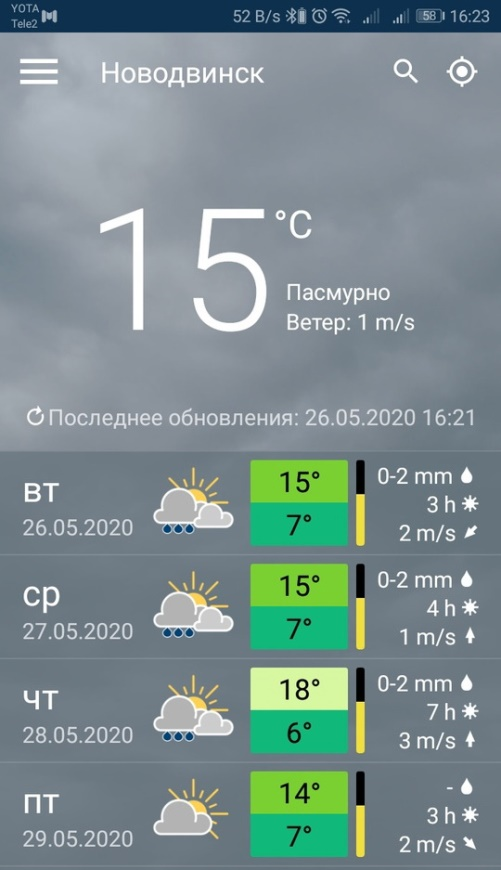 YOTA
Tele2
52 B/s 58 16:23
Новодвинск
15 °C
Пасмурно
Ветер: 1 m/s
Последнее обновления: 26.05.2020 16:21
вт
26.05.2020
15°
7°
0-2 mm
3 h
2 m/s
ср
27.05.2020
15°
7°
0-2 mm
4 h
1 m/s
чт
28.05.2020
18°
6°
0-2 mm
7 h
3 m/s
пт
29.05.2020
14°
7°
-
3 h
2 m/s